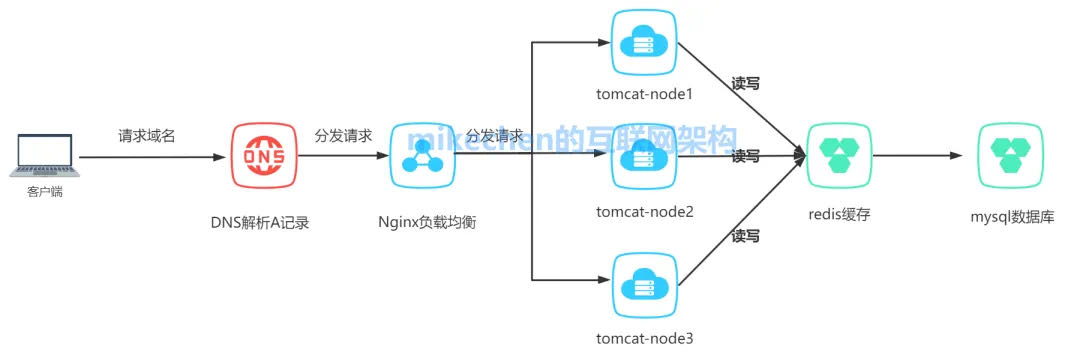 客户端
请求域名
DNS
DNS解析A记录
分发请求
Nginx负载均衡
分发请求
mikechen的互联网架构
tomcat-node1
tomcat-node2
tomcat-node3
读写
读写
读写
redis缓存
mysql数据库